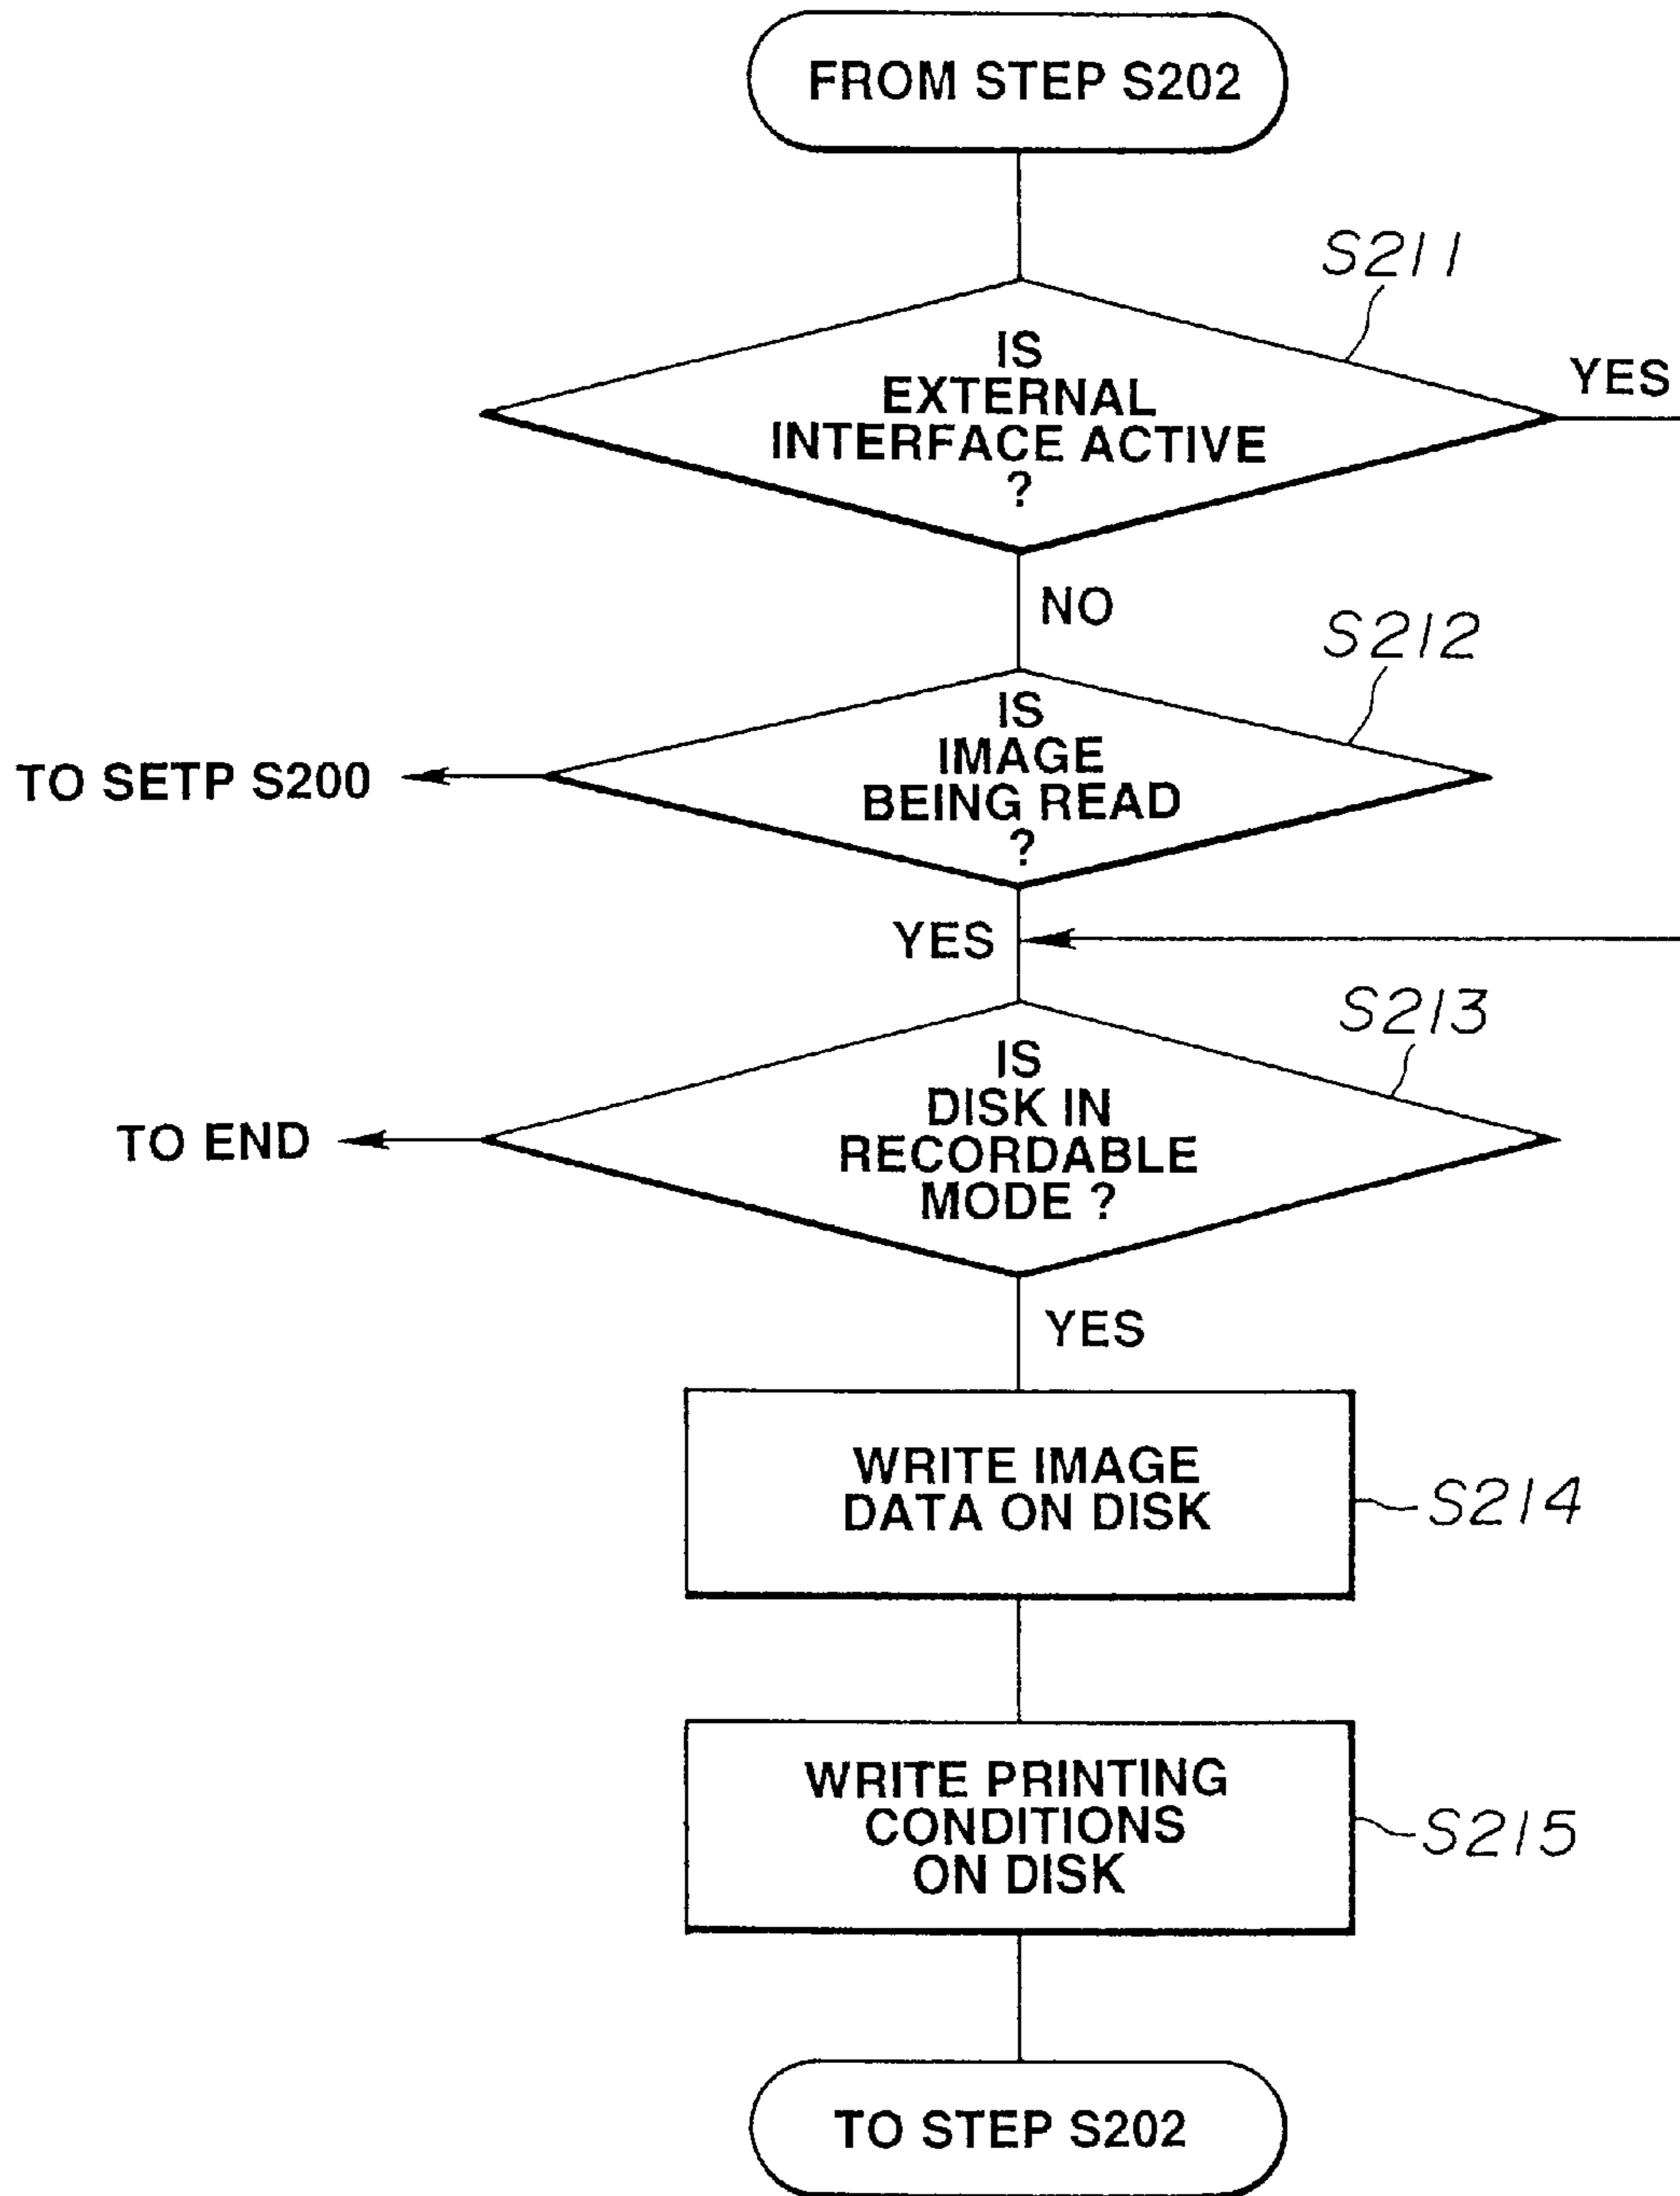 FROM STEP S202
S211
IS
EXTERNAL
INTERFACE ACTIVE
?
YES
NO
S212
IS
IMAGE
BEING READ
?
TO SETP S200
YES
S213
IS
DISK IN
RECORDABLE
MODE ?
TO END
YES
WRITE IMAGE
DATA ON DISK
S214
WRITE PRINTING
CONDITIONS
ON DISK
S215
TO STEP S202